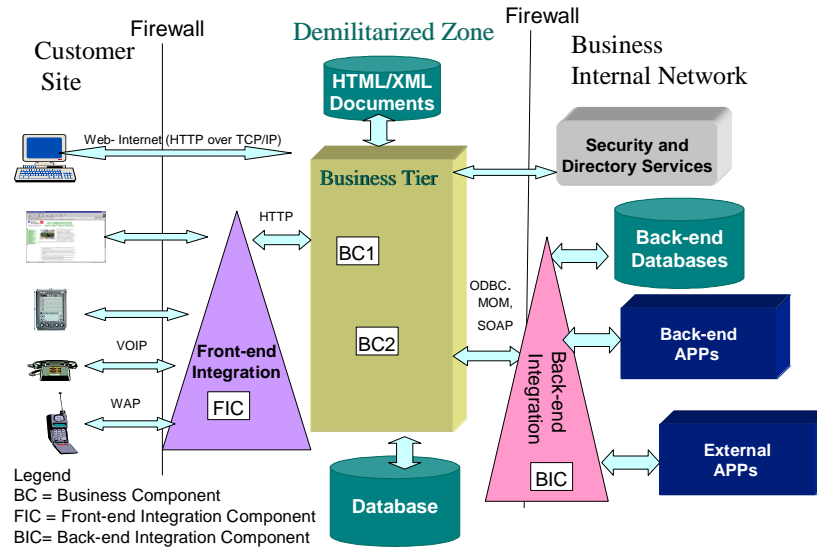 Firewall
Customer
Site
Demilitarized Zone
Firewall
Business
Internal Network
HTML/XML
Documents
Web- Internet (HTTP over TCP/IP)
Security and
Directory Services
Business Tier
HTTP
BC1
Back-end
Databases
ODBC.
MOM,
SOAP
BC2
Back-end
APPs
VOIP
Front-end
Integration
FIC
Back-end
Integration
WAP
BIC
External
APPs
Database
Legend
BC = Business Component
FIC = Front-end Integration Component
BIC= Back-end Integration Component